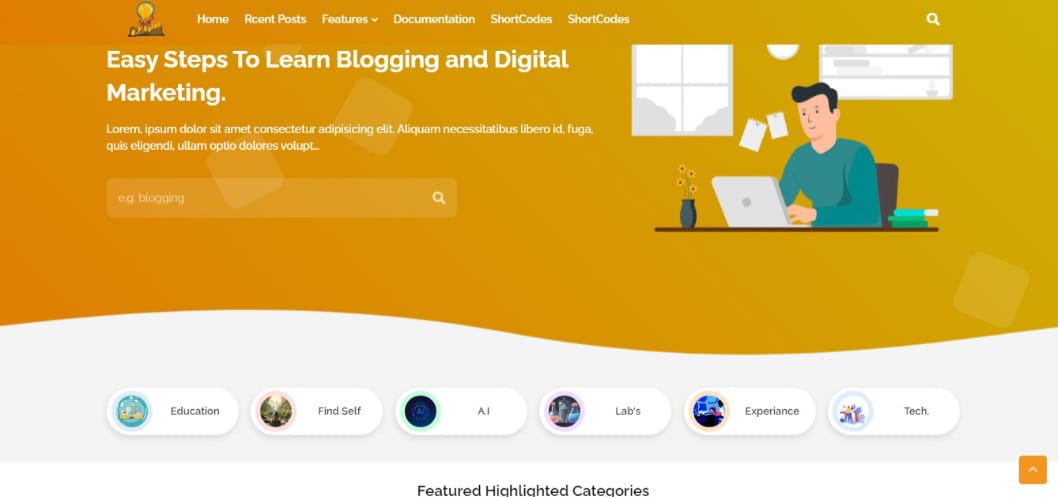 Home Rcent Posts Features Documentation ShortCodes ShortCodes
Easy Steps To Learn Blogging and Digital
Marketing.
Lorem, ipsum dolor sit amet consectetur adipisicing elit. Aliquam necessitatibus libero id, fuga,
quis eligendi, ullam optio dolores volupt...
e.g. blogging
Education Find Self A.I Lab's Experiance Tech.
Featured Highlighted Categories